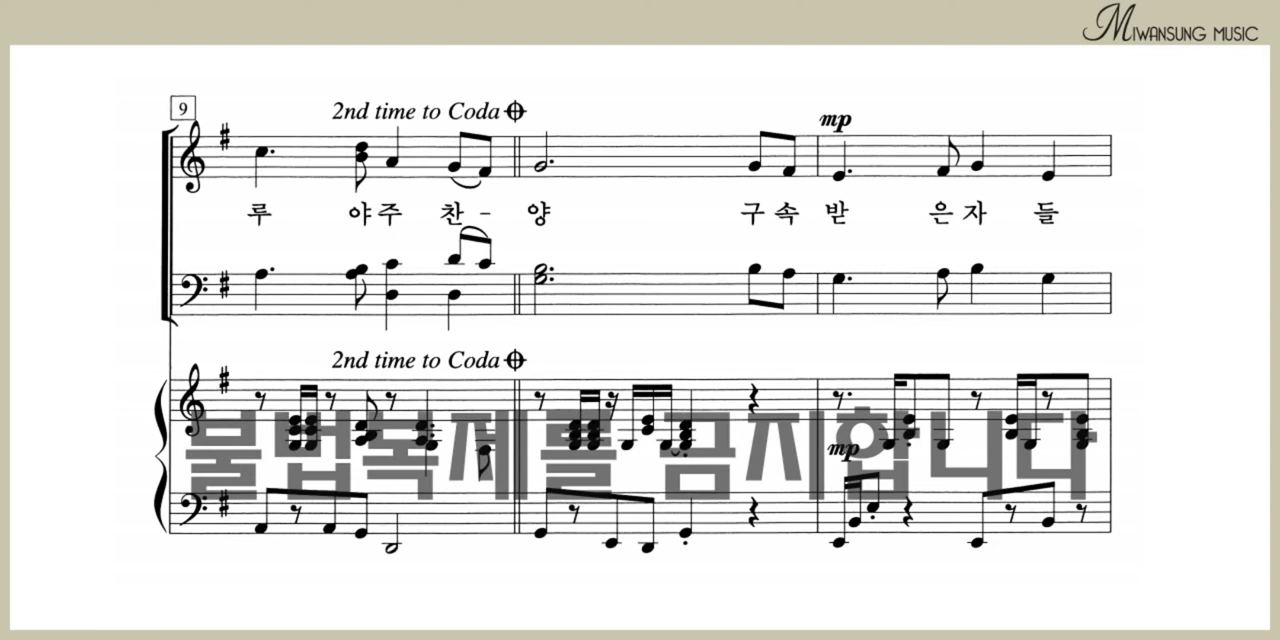 MIWANSUNG MUSIC
9
2nd time to Coda
mp
루 야 주 찬 - 양 구 속 받 은 자 들
2nd time to Coda
불법복제를 금지합니다
mp